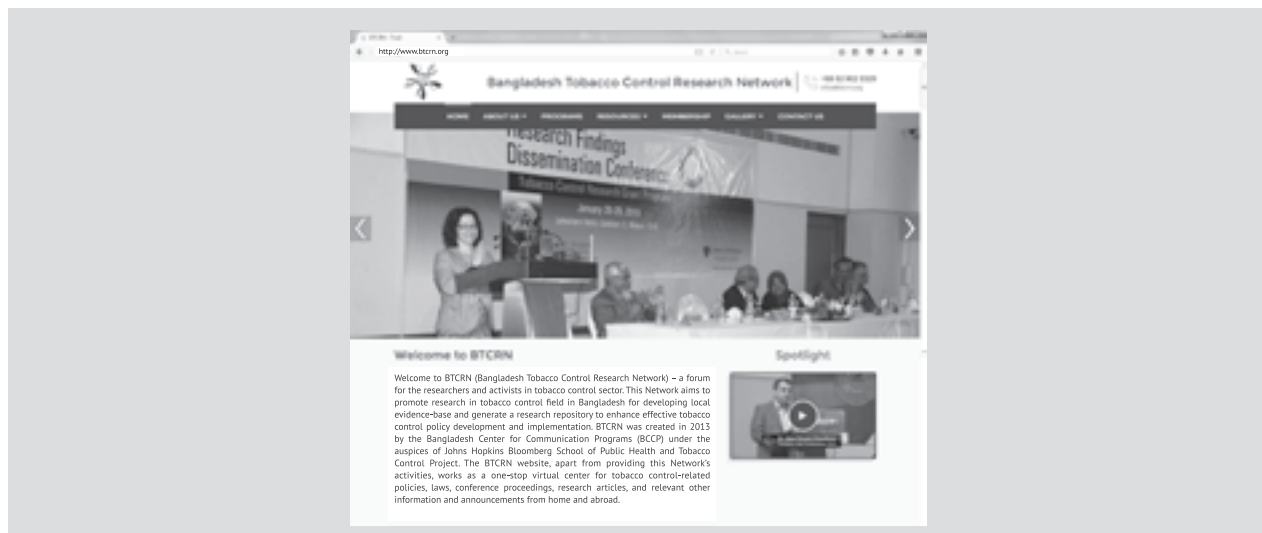 http://www.btcrn.org
Bangladesh Tobacco Control Research Network
HOME ABOUT US PROGRAMS RESOURCES MEMBERSHIP GALLERY CONTACT US
Research Findings
Dissemination Conference
Tobacco Control Research Grant Program
Welcome to BTCRN
Welcome to BTCRN (Bangladesh Tobacco Control Research Network) – a forum
for the researchers and activists in tobacco control sector. This Network aims to
promote research in tobacco control field in Bangladesh for developing local
evidence-base and generate a research repository to enhance effective tobacco
control policy development and implementation. BTCRN was created in 2013
by the Bangladesh Center for Communication Programs (BCCP) under the
auspices of Johns Hopkins Bloomberg School of Public Health and Tobacco
Control Project. The BTCRN website, apart from providing this Network's
activities, works as a one-stop virtual center for tobacco control-related
policies, laws, conference proceedings, research articles, and relevant other
information and announcements from home and abroad.
Spotlight